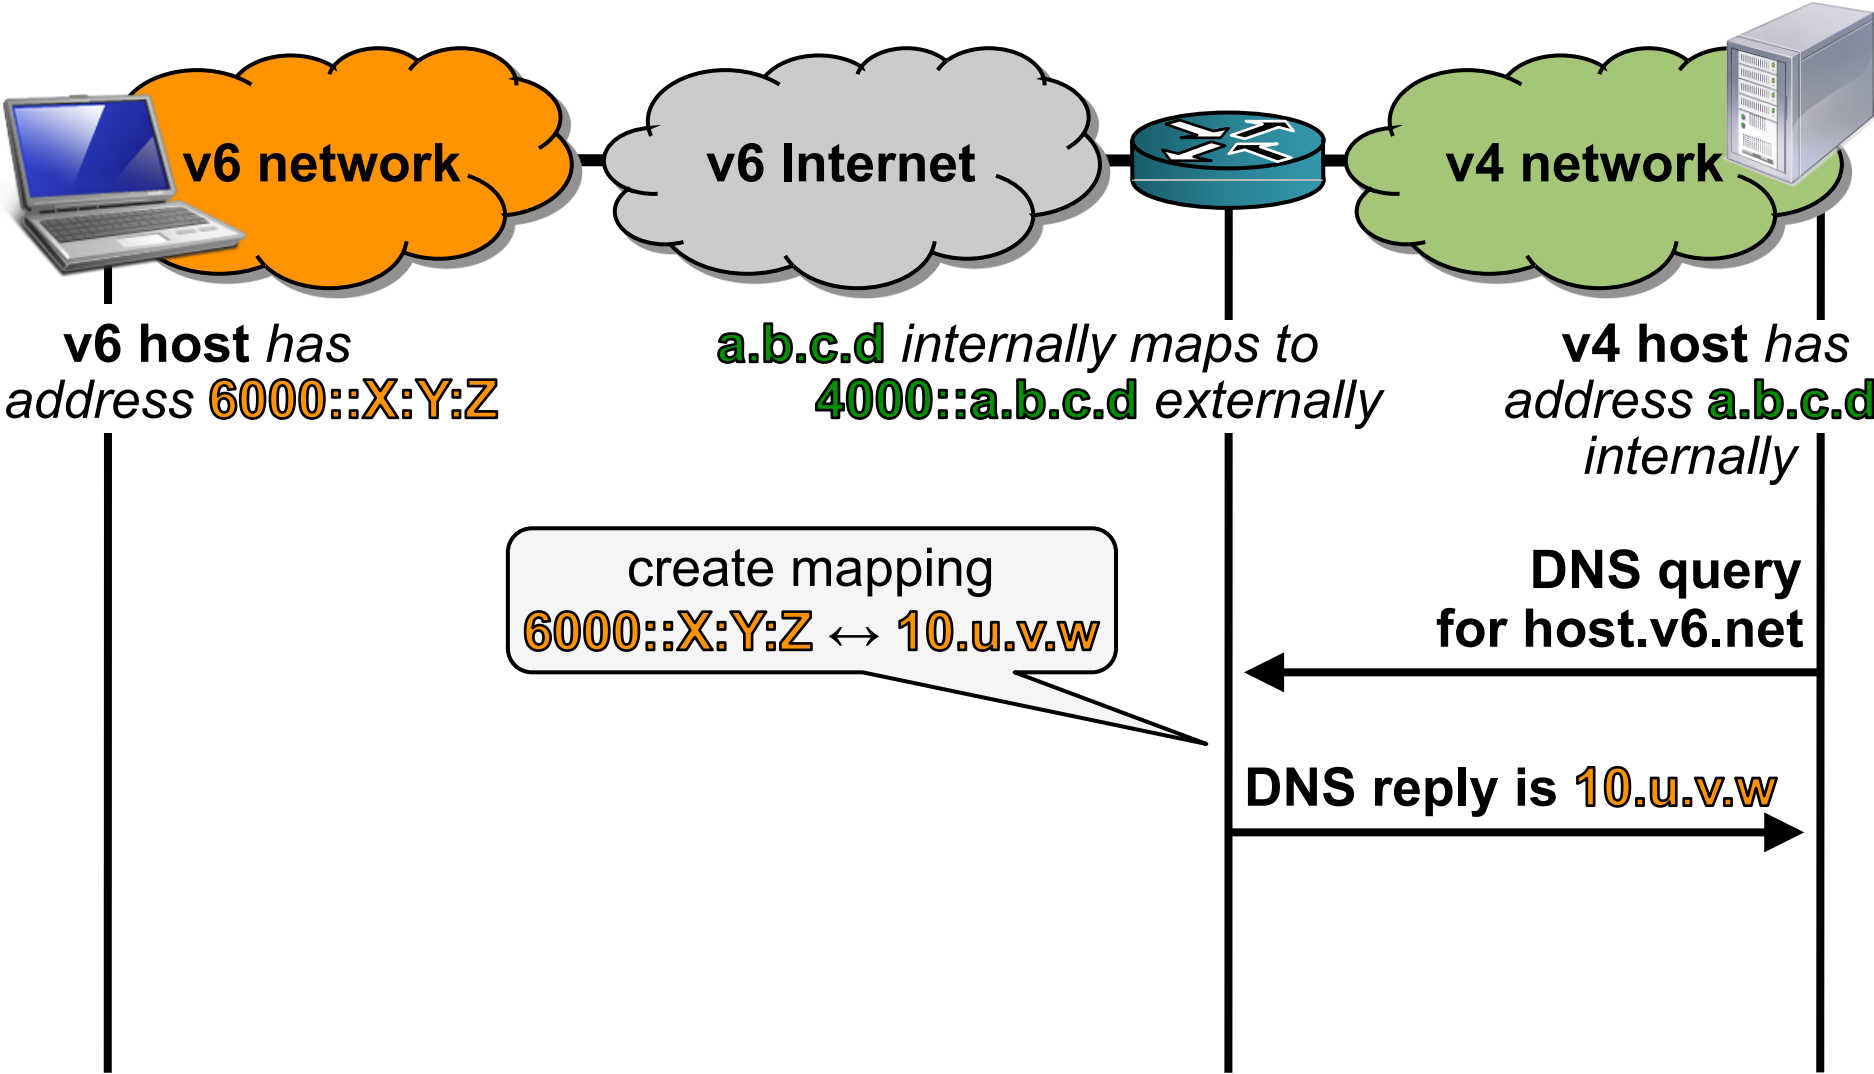 v6 network
v6 Internet
v4 network
v6 host has
address 6000::X:Y:Z
a.b.c.d internally maps to
4000::a.b.c.d externally
v4 host has
address a.b.c.d
internally
create mapping
6000::X:Y:Z ↔ 10.u.v.w
DNS query
for host.v6.net
DNS reply is 10.u.v.w